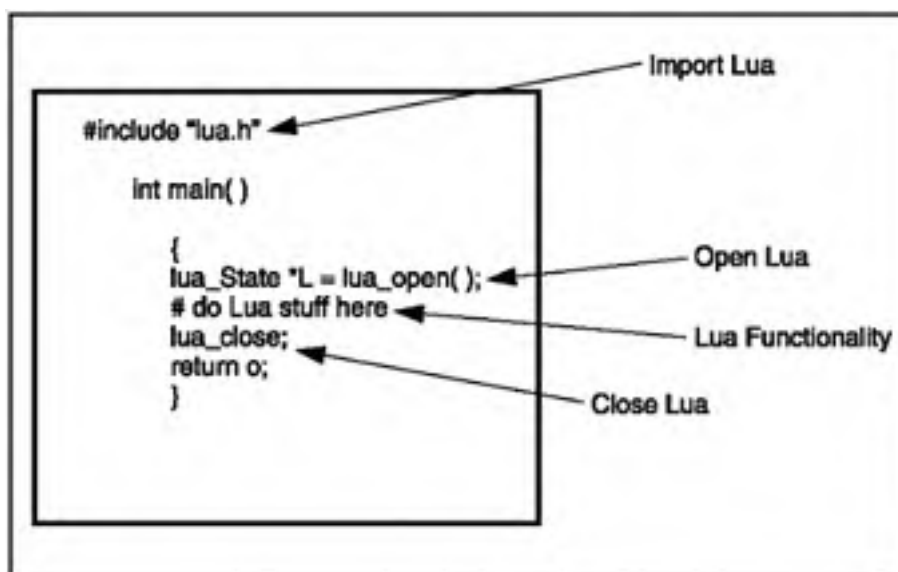 Import Lua
#include "lua.h"
int main( )
{
lua_State *L = lua_open( );
Open Lua
# do Lua stuff here
Lua Functionality
lua_close;
return o;
}
Close Lua